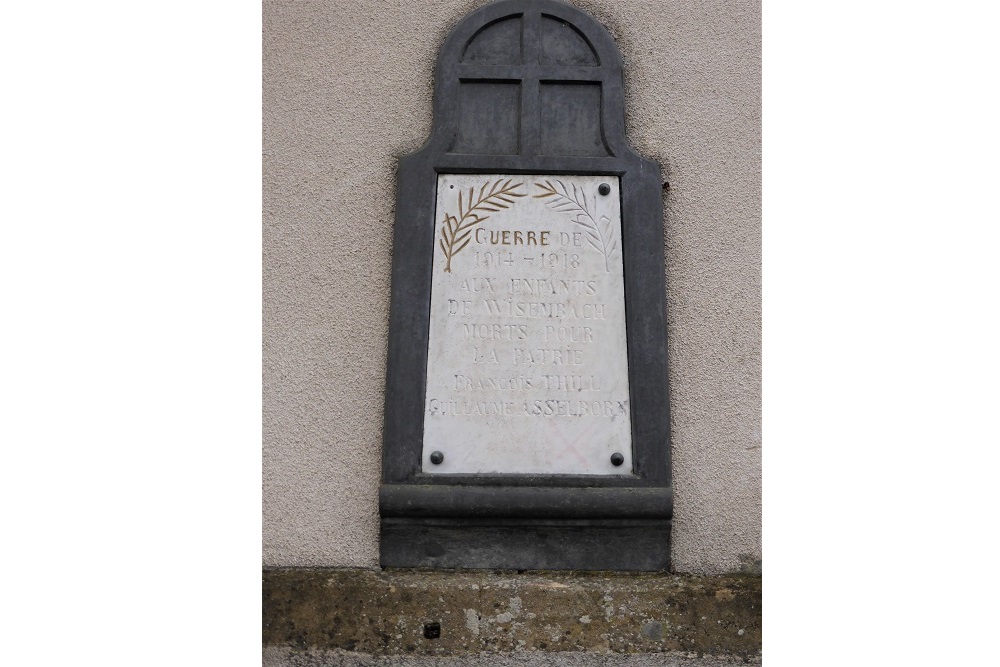 GUERRE DE
1914-1918
AUX ENFANTS
DE WISEMBACH
MORTS POUR
LA PATRIE
FRANÇOIS THILL
GUILLAUME ASSELBORN